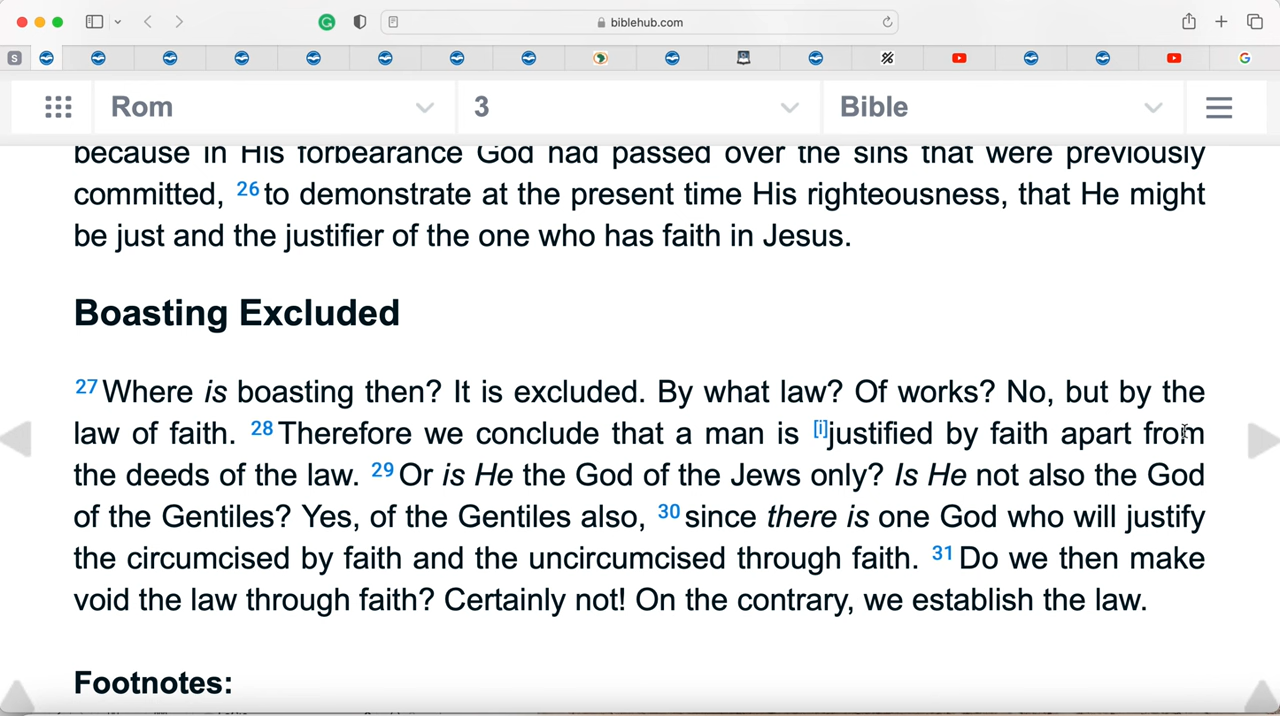 biblehub.com
S
G
Rom 3 Bible
because in His forbearance God had passed over the sins that were previously
committed, 26 to demonstrate at the present time His righteousness, that He might
be just and the justifier of the one who has faith in Jesus.
Boasting Excluded
27 Where is boasting then? It is excluded. By what law? Of works? No, but by the
law of faith. 28 Therefore we conclude that a man is [i]justified by faith apart from
the deeds of the law. 29 Or is He the God of the Jews only? Is He not also the God
of the Gentiles? Yes, of the Gentiles also, 30 since there is one God who will justify
the circumcised by faith and the uncircumcised through faith. 31 Do we then make
void the law through faith? Certainly not! On the contrary, we establish the law.
Footnotes: